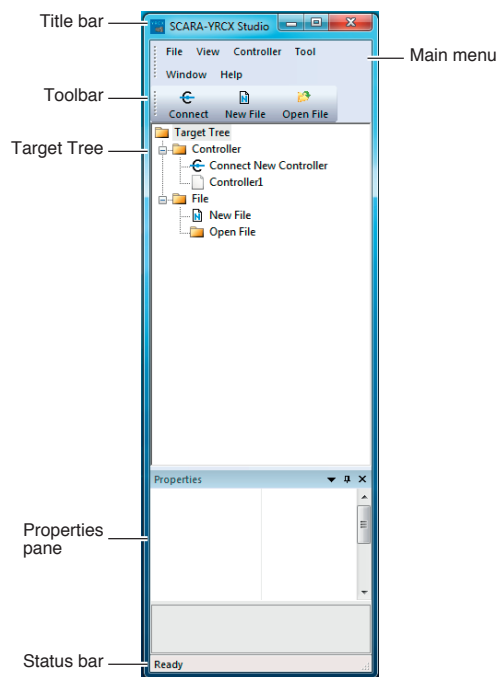 Title bar
SCARA-YRCX Studio
File View Controller Tool
Main menu
Window Help
Toolbar
Connect New File Open File
Target Tree
Target Tree
Controller
Connect New Controller
Controller1
File
New File
Open File
Properties
Properties
pane
Status bar
Ready